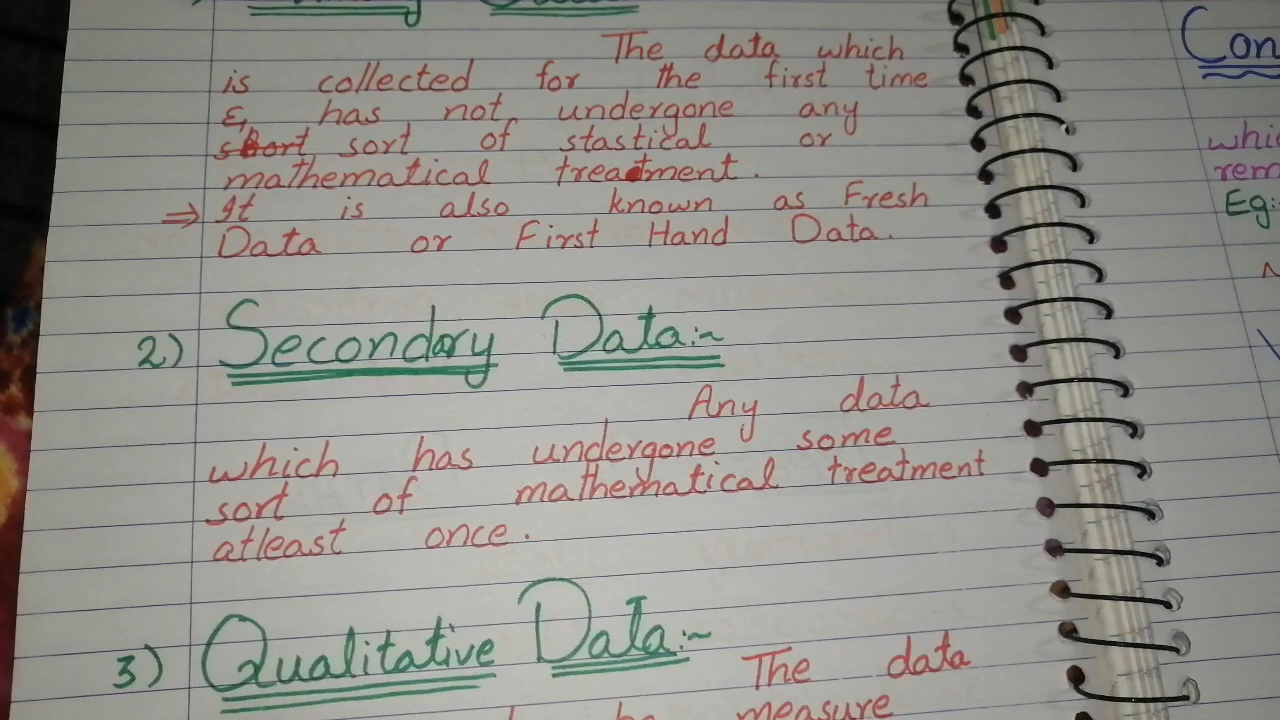 The data which
is collected for the first time
& has not undergone any
sort of stastical or
mathematical treatment.
⇒ It is also known as Fresh
Data or First Hand Data.
2) Secondary Data:~
Any data
which has undergone some
sort of mathematical treatment
atleast once.
3) Qualitative Data:~
The data
measure
Con
whic
rem
Eg: